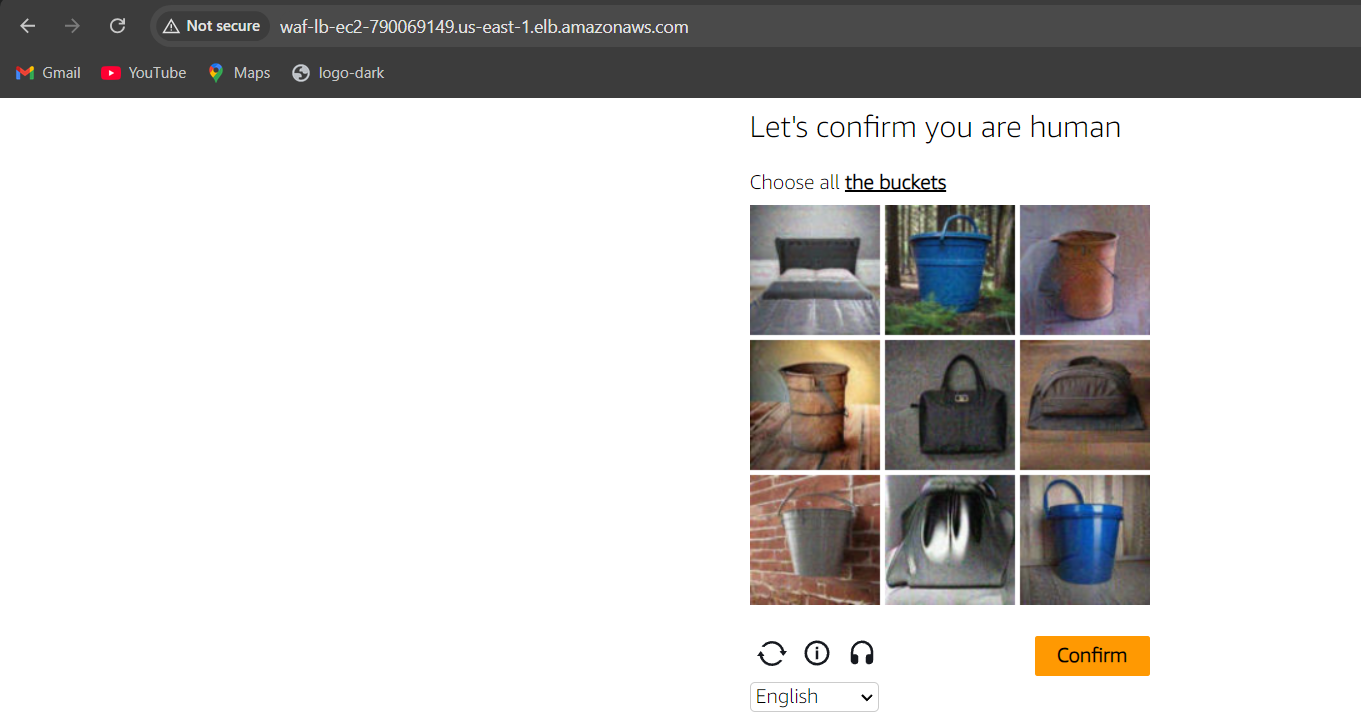 Not secure waf-lb-ec2-790069149.us-east-1.elb.amazonaws.com
Gmail YouTube Maps logo-dark
Let's confirm you are human
Choose all the buckets
Confirm
English